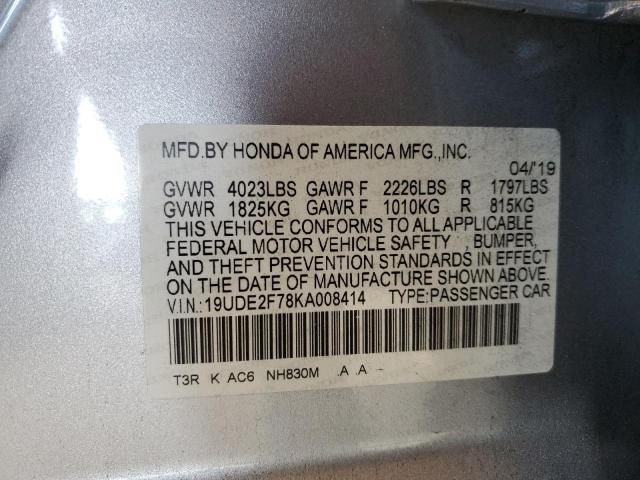 MFD.BY HONDA OF AMERICA MFG.,INC.
04/'19
GVWR 4023LBS GAWR F 2226LBS R 1797LBS
GVWR 1825KG GAWR F 1010KG R 815KG
THIS VEHICLE CONFORMS TO ALL APPLICABLE
FEDERAL MOTOR VEHICLE SAFETY , BUMPER,
AND THEFT PREVENTION STANDARDS IN EFFECT
ON THE DATE OF MANUFACTURE SHOWN ABOVE.
V.I.N.:19UDE2F78KA008414 TYPE:PASSENGER CAR
T3R K AC6 NH830M .A .A -